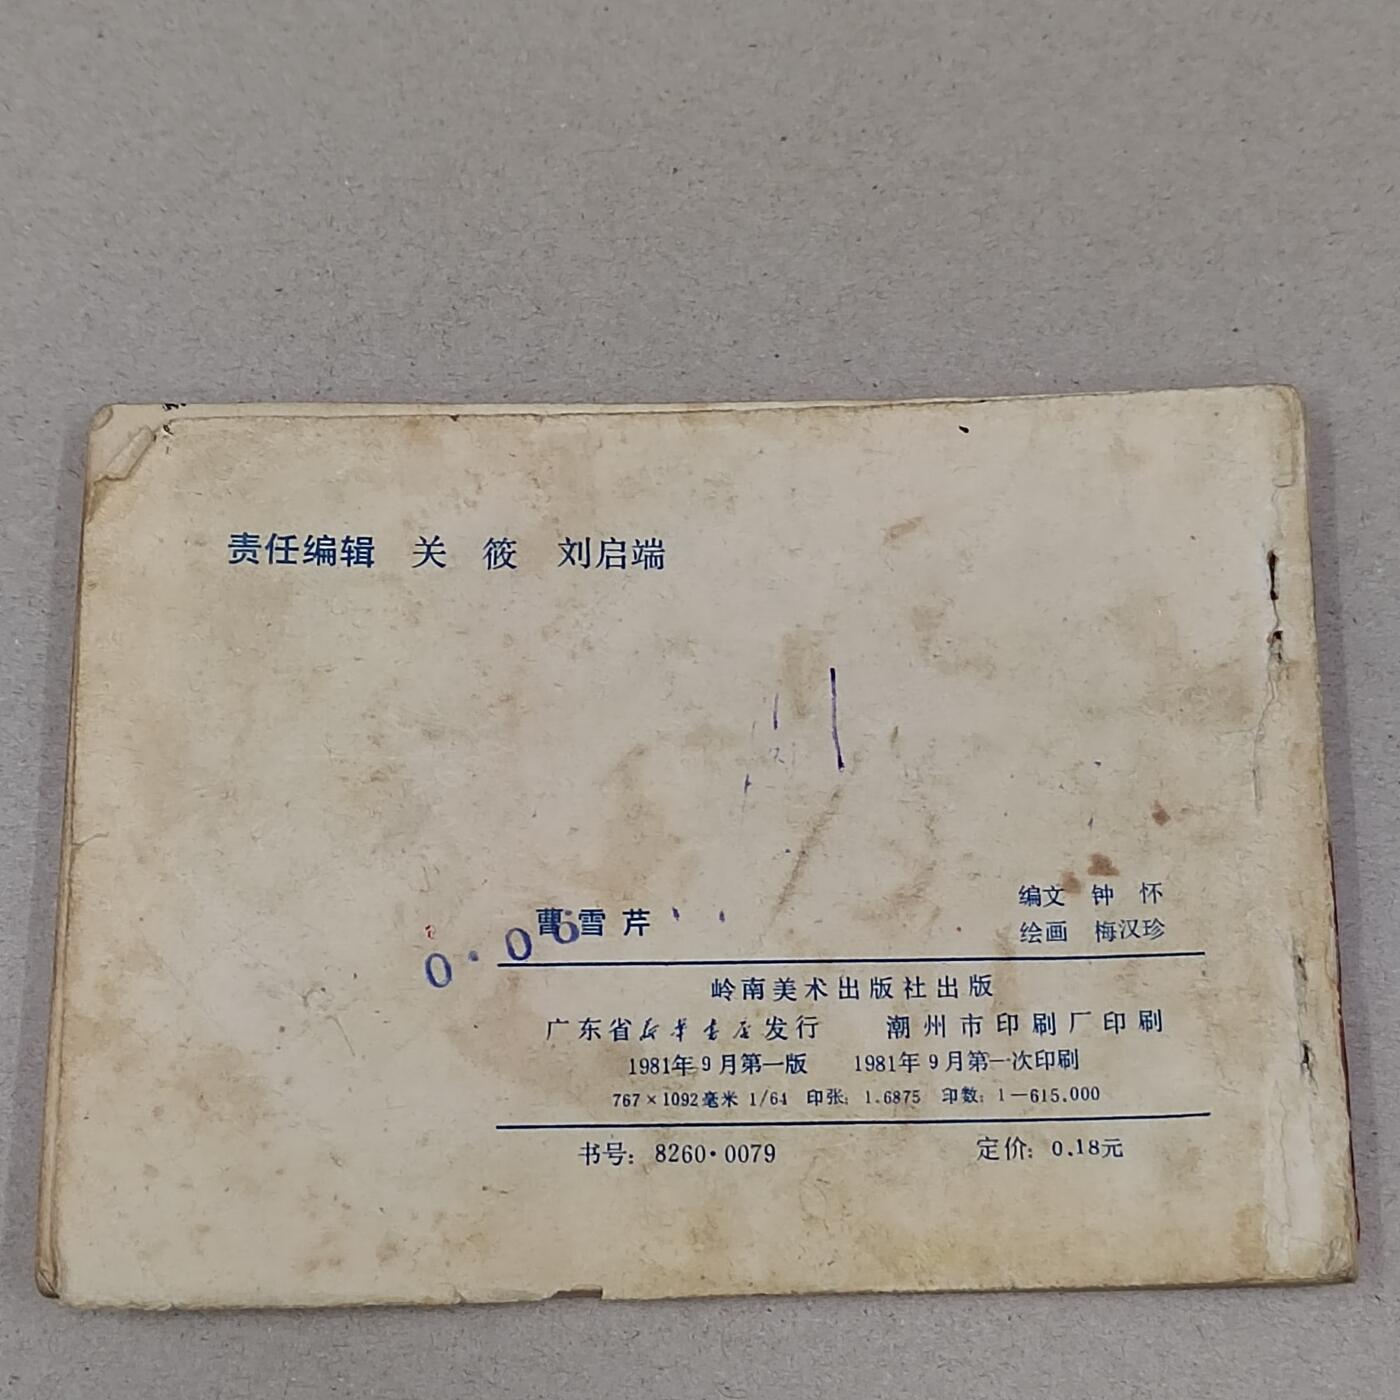 责任编辑 关 筱 刘启端
编文 钟 怀
曹雪芹
绘画 梅汉珍
0.06
岭南美术出版社出版
广东省新华书店发行 潮州市印刷厂印刷
1981年9月第一版 1981年9月第一次印刷
767×1092毫米 1/64 印张：1.6875 印数：1—615.000
书号：8260·0079 定价：0.18元